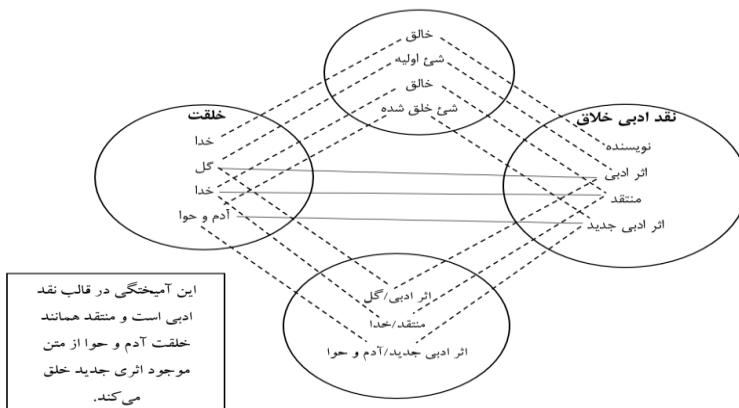 خالق
شئ اولیه
خالق
شئ خلق شده
نقد ادبی خلاق
نویسنده
اثر ادبی
منتقد
اثر ادبی جدید
خلقت
خدا
گل
خدا
آدم و حوا
اثر ادبی/گل
منتقد/خدا
اثر ادبی جدید/آدم و حوا
این آمیختگی در قالب نقد
ادبی است و منتقد همانند
خلقت آدم و حوا از متن
موجود اثری جدید خلق
می‌کند.